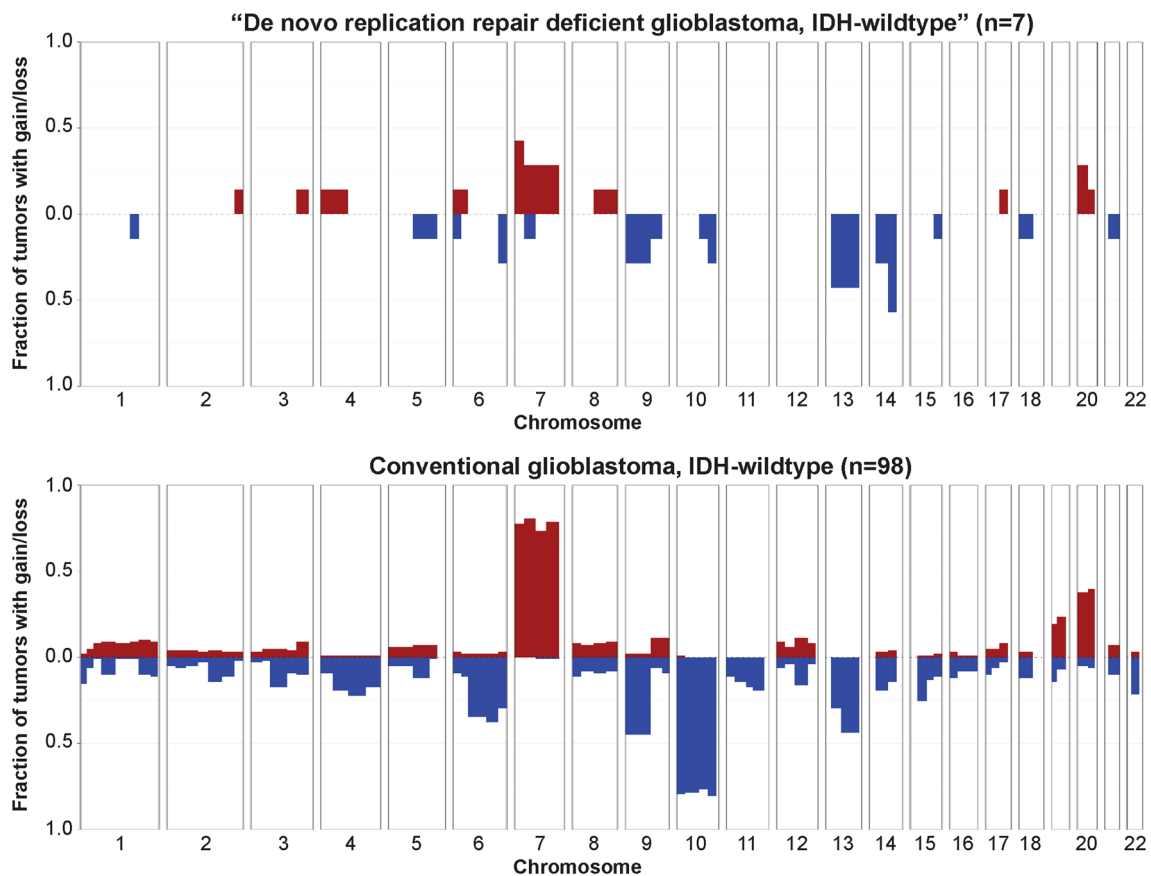 “De novo replication repair deficient glioblastoma, IDH-wildtype” (n=7)
Fraction of tumors with gain/loss
1.0
0.5
0.0
0.5
1.0
1 2 3 4 5 6 7 8 9 10 11 12 13 14 15 16 17 18 20 22
Chromosome
Conventional glioblastoma, IDH-wildtype (n=98)
Fraction of tumors with gain/loss
1.0
0.5
0.0
0.5
1.0
1 2 3 4 5 6 7 8 9 10 11 12 13 14 15 16 17 18 20 22
Chromosome